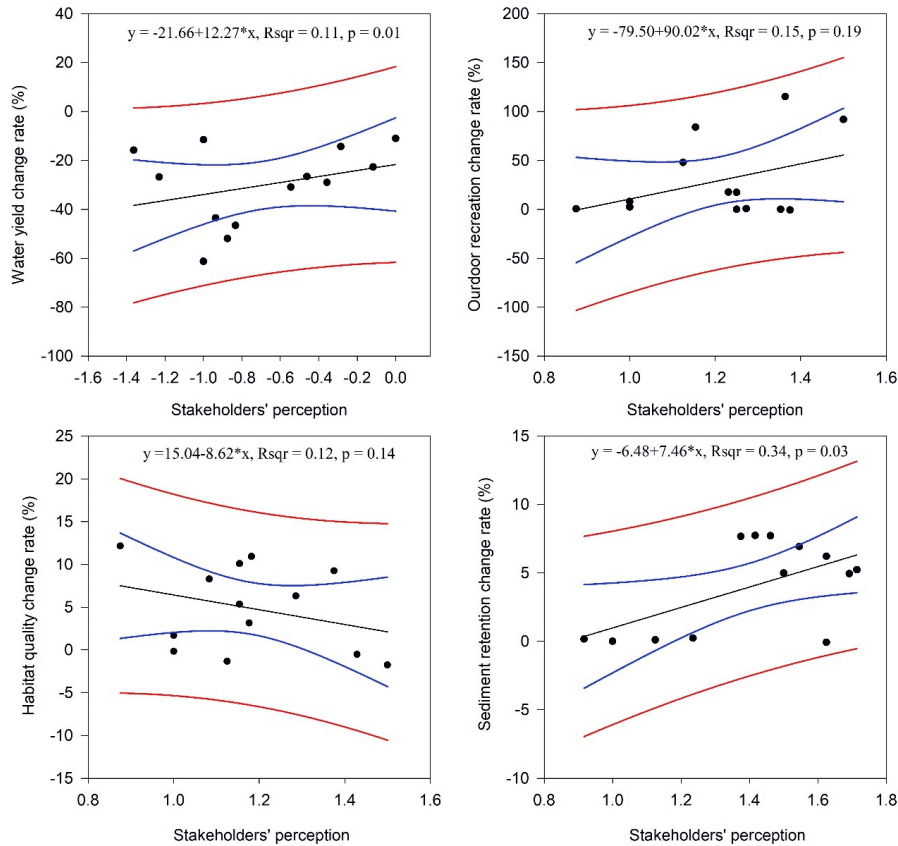 y = -21.66+12.27*x, Rsqr = 0.11, p = 0.01
Water yield change rate (%)
40
20
0
-20
-40
-60
-80
-100
-1.6 -1.4 -1.2 -1.0 -0.8 -0.6 -0.4 -0.2 0.0
Stakeholders' perception
y = -79.50+90.02*x, Rsqr = 0.15, p = 0.19
Ourdoor recreation change rate (%)
200
150
100
50
0
-50
-100
-150
0.8 1.0 1.2 1.4 1.6
Stakeholders' perception
y =15.04-8.62*x, Rsqr = 0.12, p = 0.14
Habitat quality change rate (%)
25
20
15
10
5
0
-5
-10
-15
0.8 1.0 1.2 1.4 1.6
Stakeholders' perception
y = -6.48+7.46*x, Rsqr = 0.34, p = 0.03
Sediment retention change rate (%)
15
10
5
0
-5
-10
0.8 1.0 1.2 1.4 1.6 1.8
Stakeholders' perception